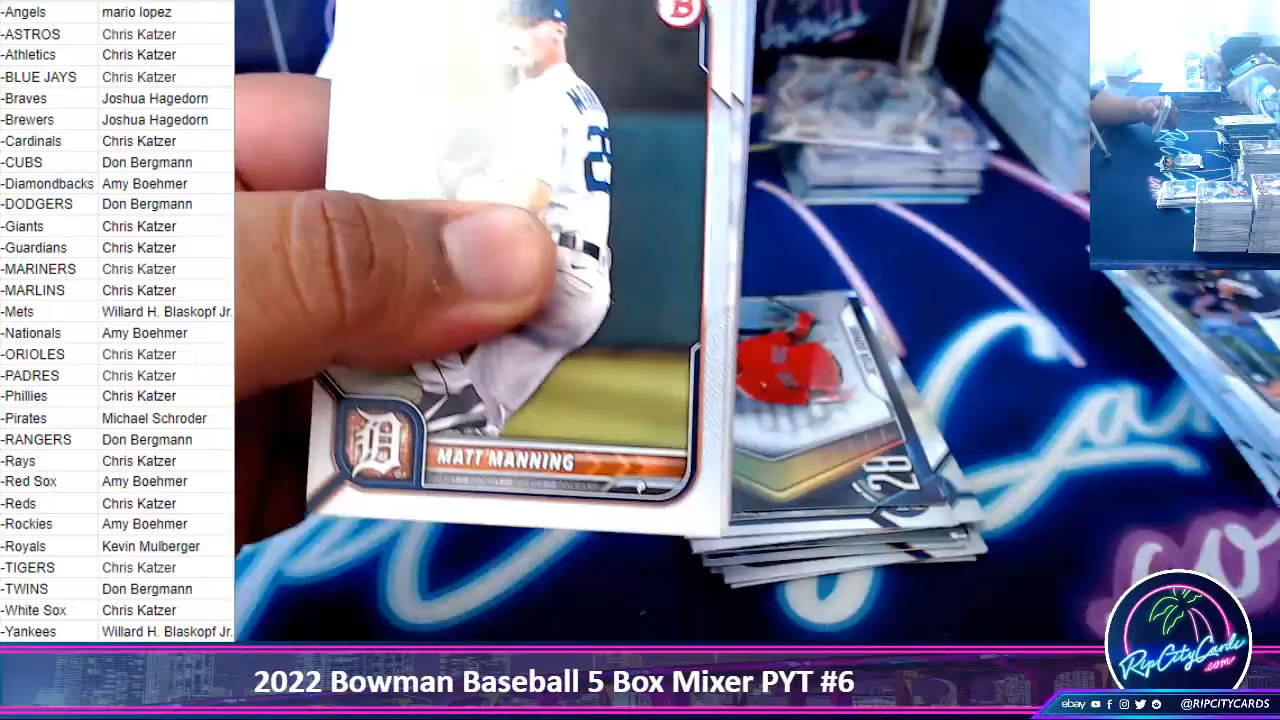 -Angels mario lopez
-ASTROS Chris Katzer
-Athletics Chris Katzer
-BLUE JAYS Chris Katzer
-Braves Joshua Hagedorn
-Brewers Joshua Hagedorn
-Cardinals Chris Katzer
-CUBS Don Bergmann
-Diamondbacks Amy Boehmer
-DODGERS Don Bergmann
-Giants Chris Katzer
-Guardians Chris Katzer
-MARINERS Chris Katzer
-MARLINS Chris Katzer
-Mets Willard H. Blaskopf Jr.
-Nationals Amy Boehmer
-ORIOLES Chris Katzer
-PADRES Chris Katzer
-Phillies Chris Katzer
-Pirates Michael Schroder
-RANGERS Don Bergmann
-Rays Chris Katzer
-Red Sox Amy Boehmer
-Reds Chris Katzer
-Rockies Amy Boehmer
-Royals Kevin Mulberger
-TIGERS Chris Katzer
-TWINS Don Bergmann
-White Sox Chris Katzer
-Yankees Willard H. Blaskopf Jr.
B
MATT MANNING
P
82
2022 Bowman Baseball 5 Box Mixer PYT #6
RipCityCards
.com
ebay @RIPCITYCARDS